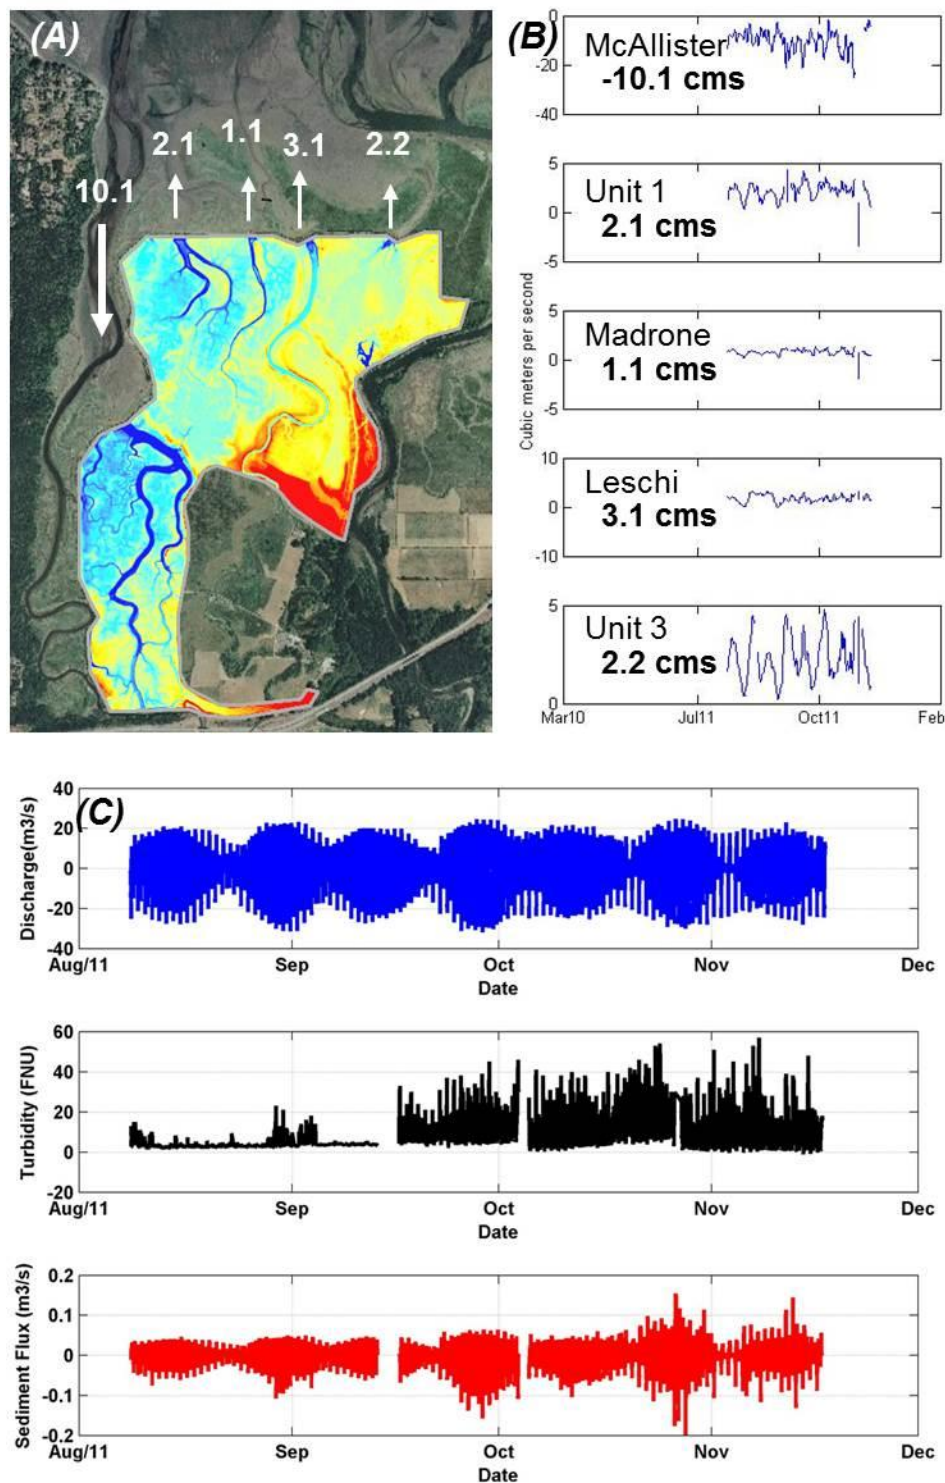 (A)
10.1
2.1
1.1
3.1
2.2
(B)
Cubic meters per second
0
-20
-40
McAllister
-10.1 cms
5
0
-5
Unit 1
2.1 cms
5
0
-5
Madrone
1.1 cms
10
0
-10
Leschi
3.1 cms
5
0
Unit 3
2.2 cms
Mar10 Jul11 Oct11 Feb
(C)
Discharge(m3/s)
40
20
0
-20
-40
Aug/11 Sep Oct Nov Dec
Date
Turbidity (FNU)
60
40
20
0
-20
Aug/11 Sep Oct Nov Dec
Date
Sediment Flux (m3/s)
0.2
0.1
0
-0.1
-0.2
Aug/11 Sep Oct Nov Dec
Date